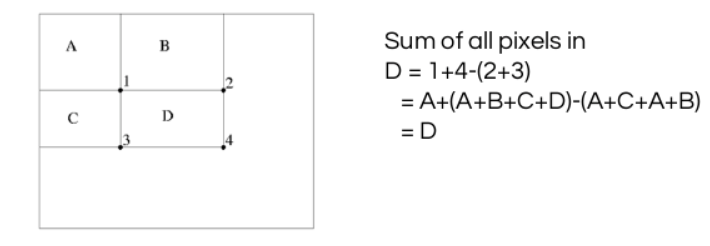 A B
1 2
C D
3 4
Sum of all pixels in
D = 1+4-(2+3)
= A+(A+B+C+D)-(A+C+A+B)
= D